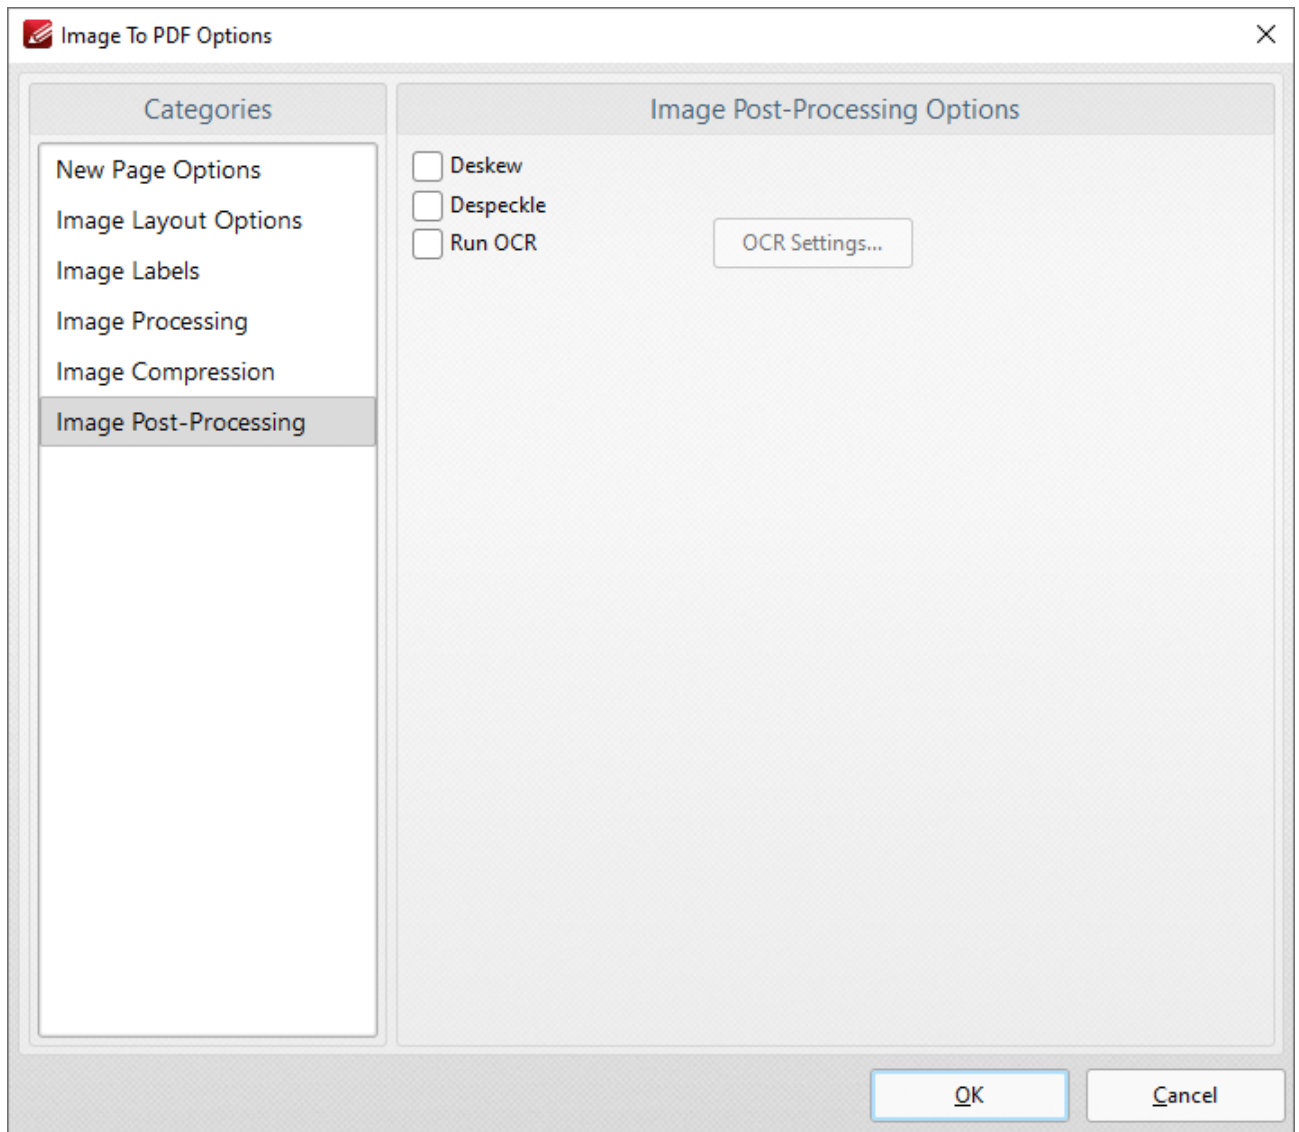 Image To PDF Options
Categories
New Page Options
Image Layout Options
Image Labels
Image Processing
Image Compression
Image Post-Processing
Image Post-Processing Options
Deskew
Despeckle
Run OCR
OCR Settings...
OK
Cancel